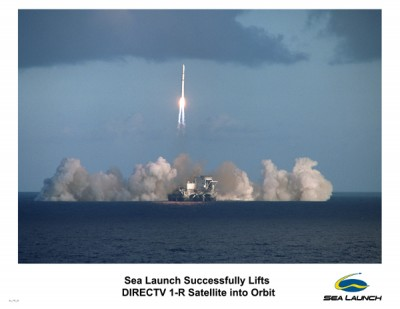 Sea Launch Successfully Lifts
DIRECTV 1-R Satellite into Orbit
SEA LAUNCH